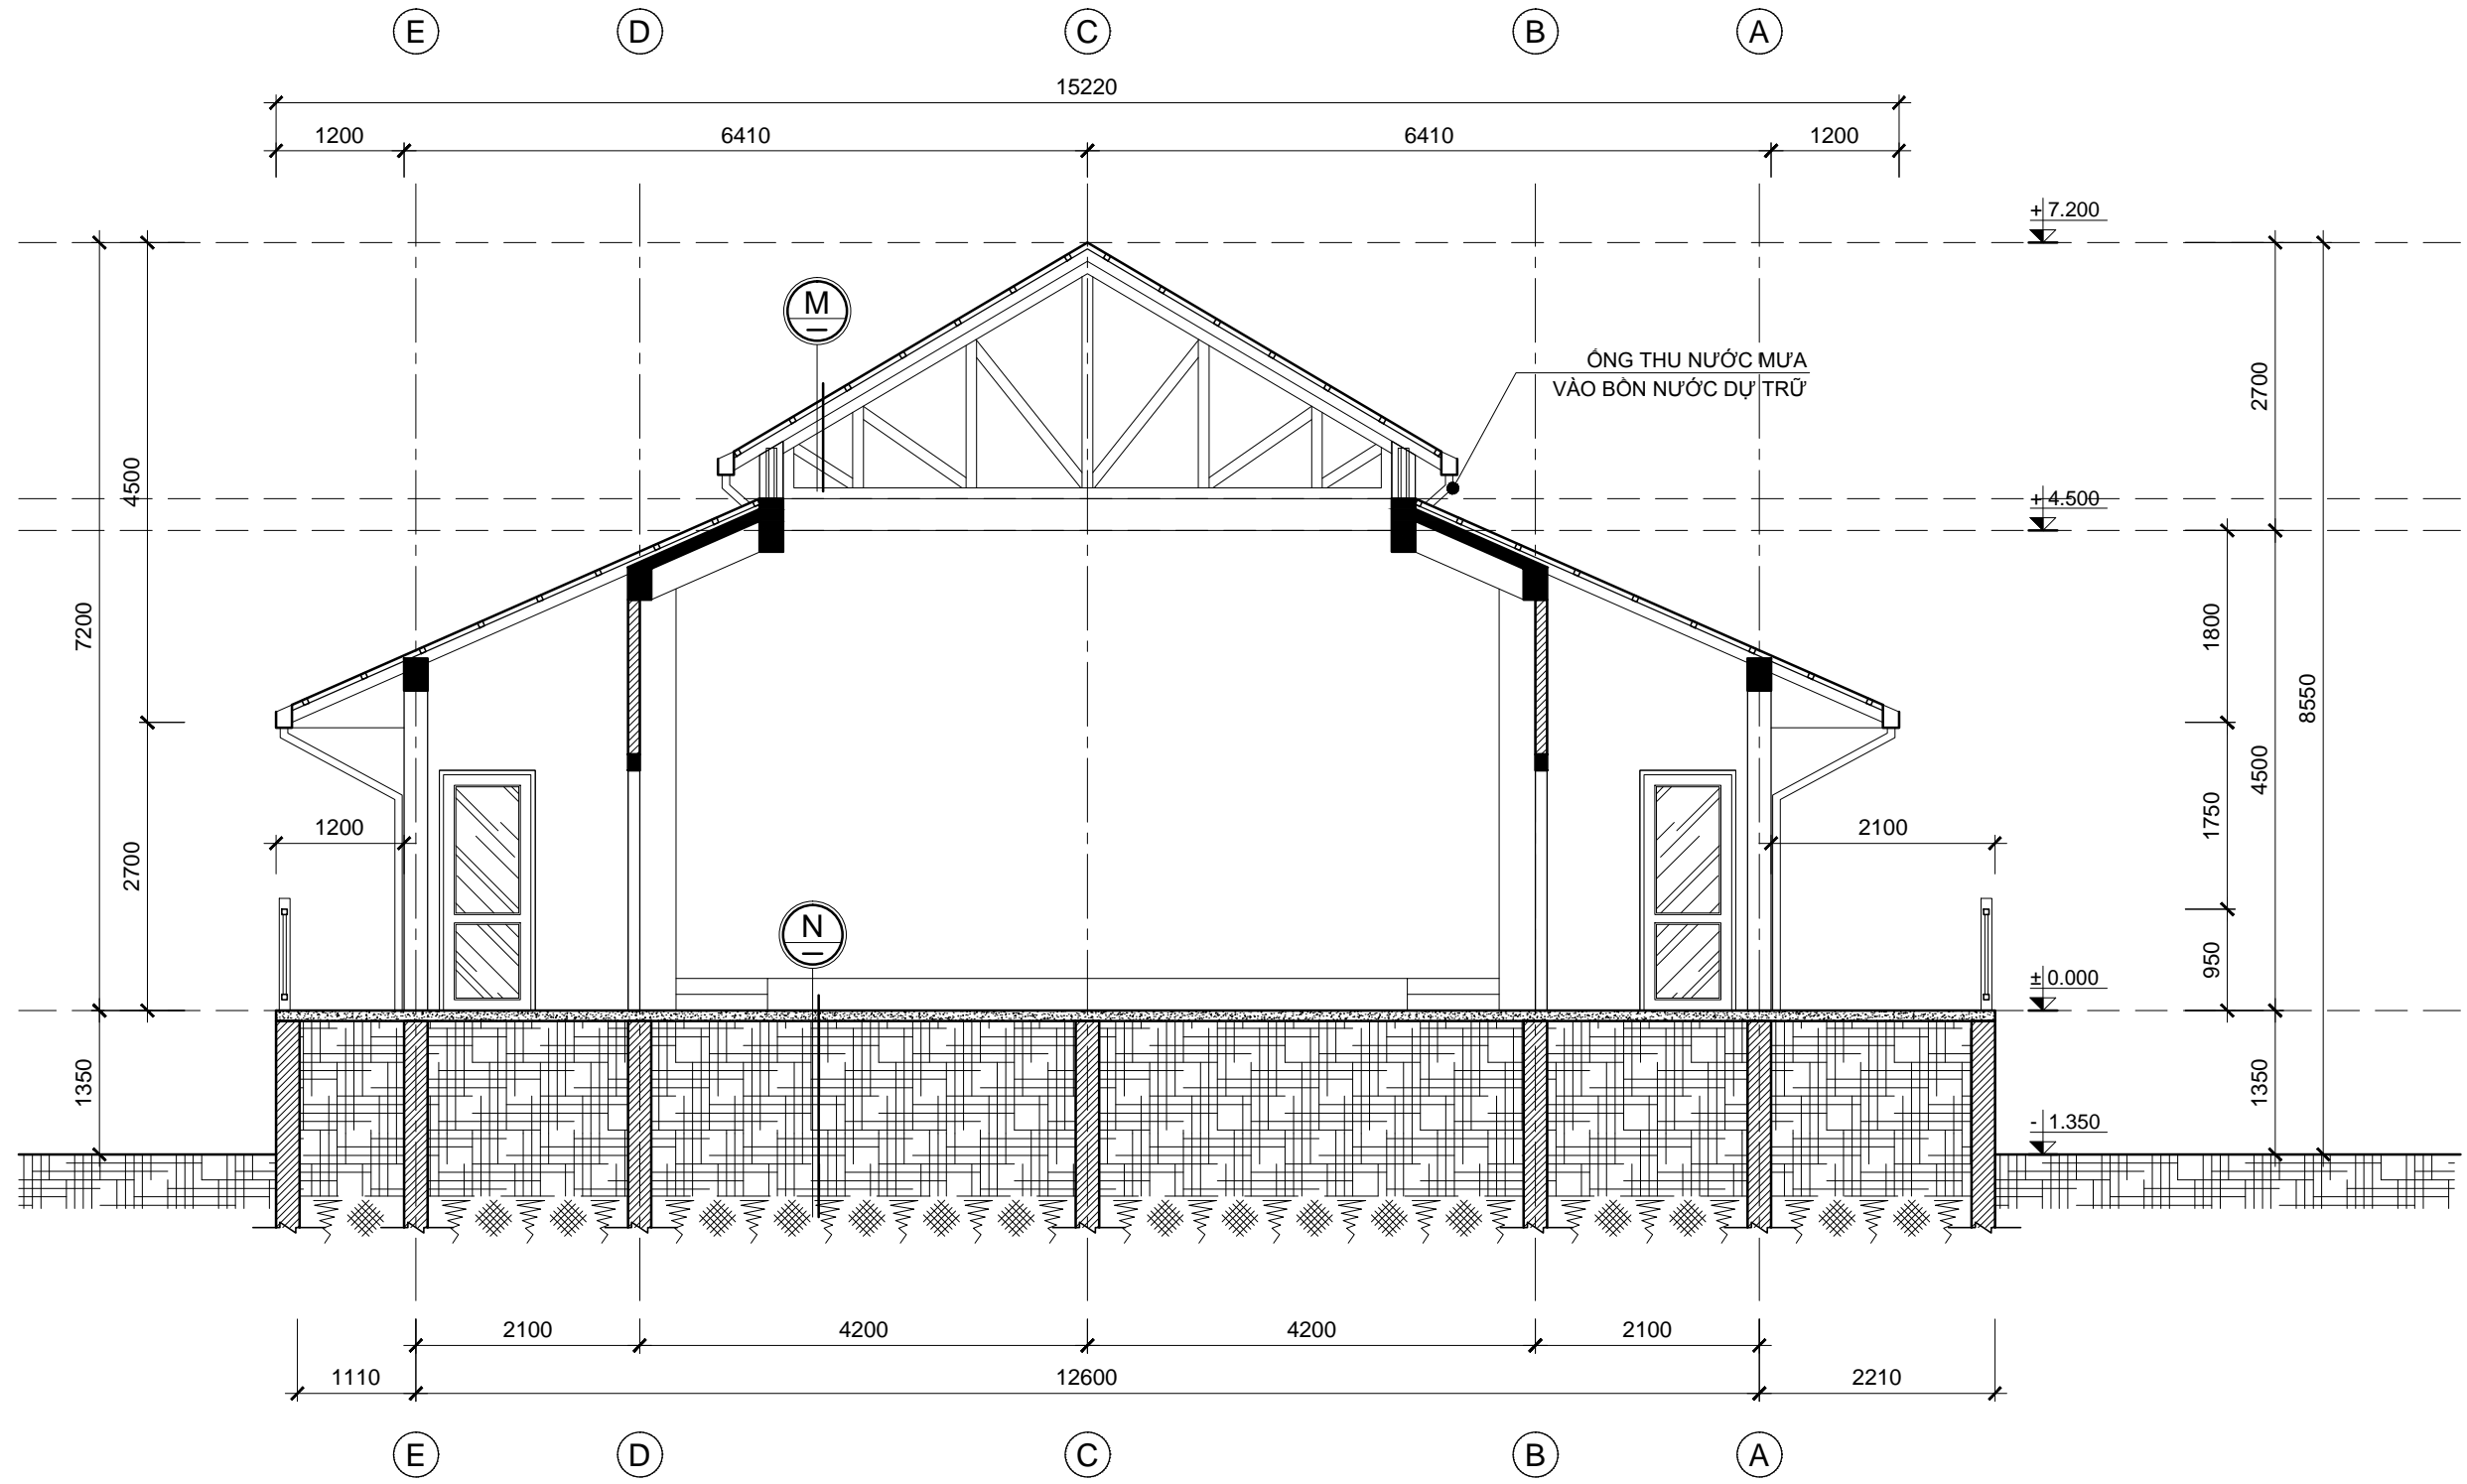 E D C B A
15220
1200 6410 6410 1200
+ 7.200
M
ỐNG THU NƯỚC MƯA
VÀO BỒN NƯỚC DỰ TRỮ
2700
4500
+ 4.500
7200
1800
8550
4500
1750
1200
2100
2700
N
950
± 0.000
1350
1350
- 1.350
2100 4200 4200 2100
1110 12600 2210
E D C B A